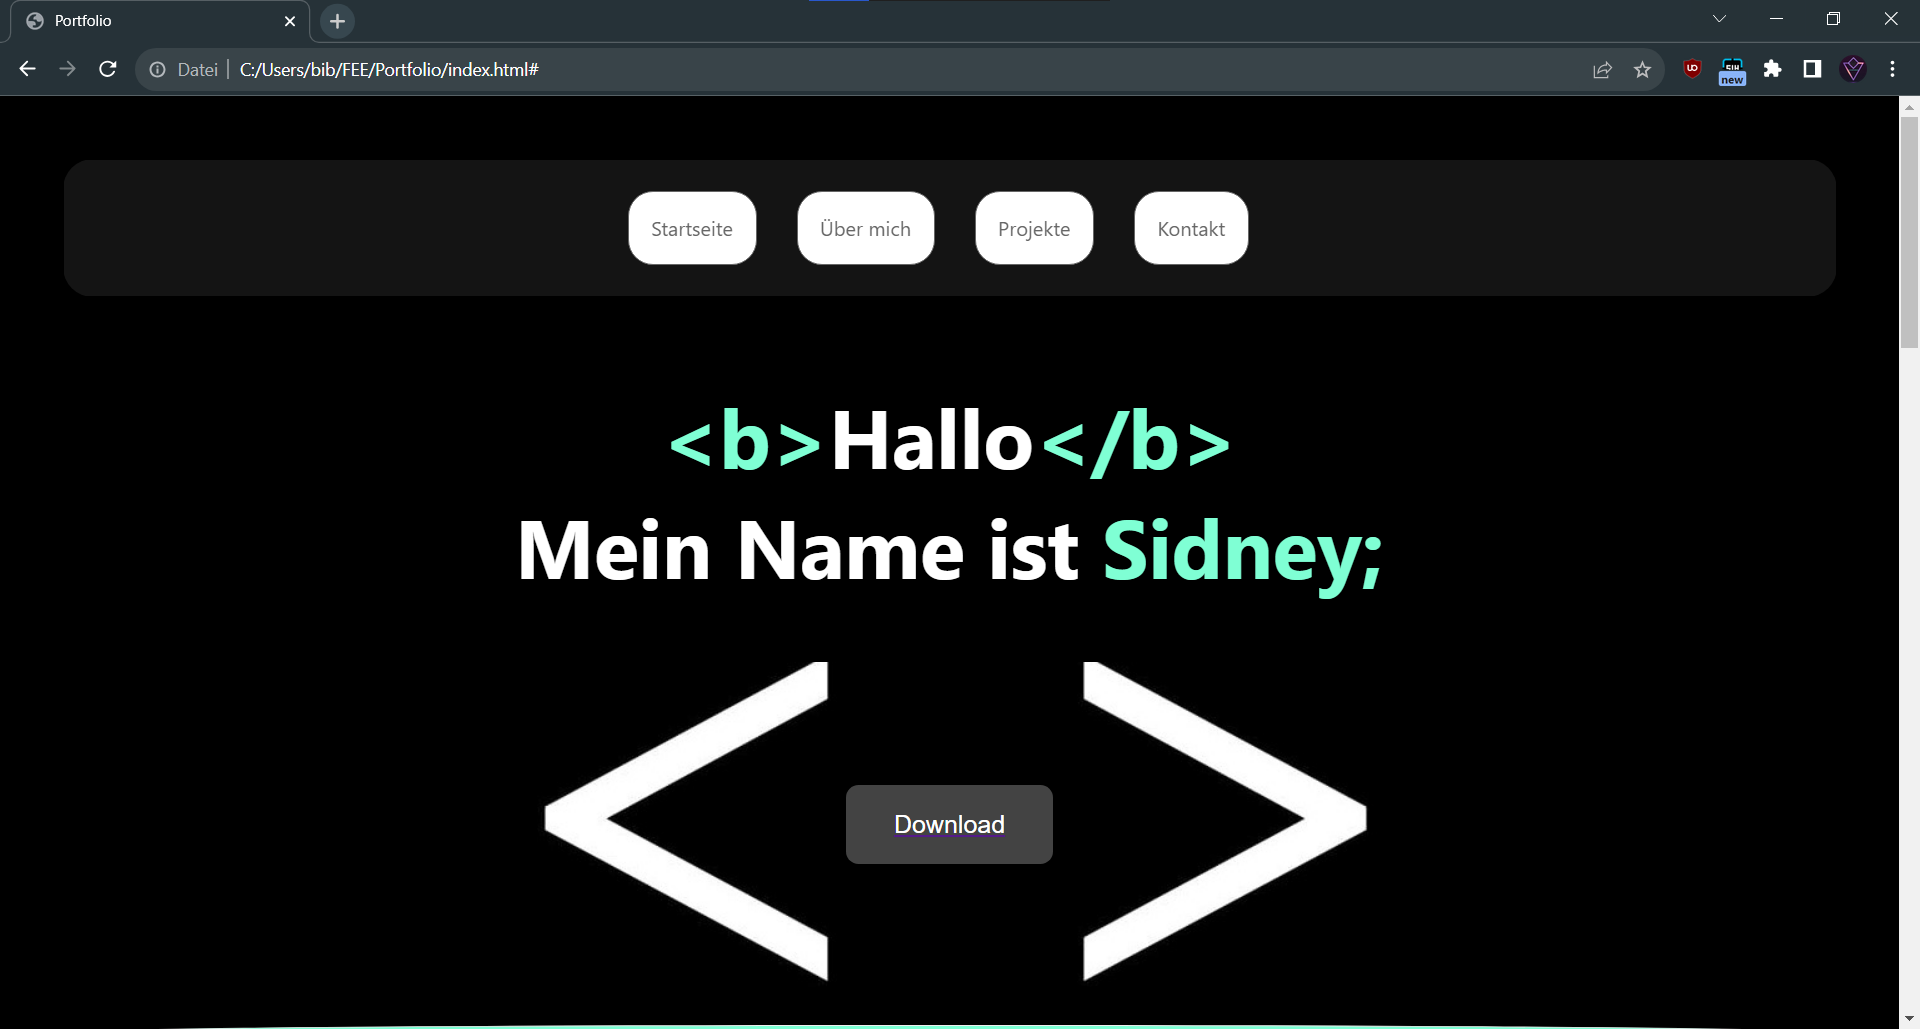 Portfolio
Datei
C:/Users/bib/FEE/Portfolio/index.html#
new
Startseite
Über mich
Projekte
Kontakt
<b>Hallo</b>
Mein Name ist Sidney;
<
Download
>